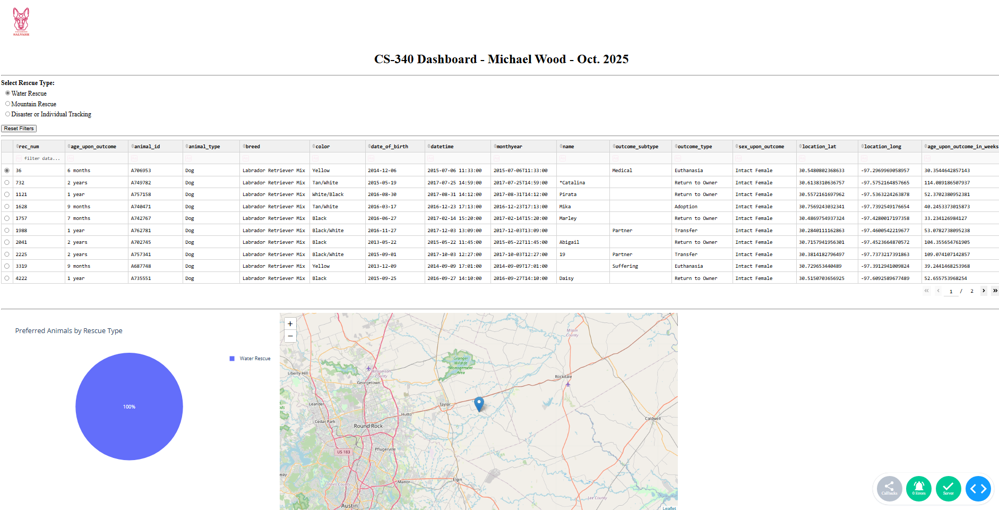 SALVARE
CS-340 Dashboard - Michael Wood - Oct. 2025
Select Rescue Type:
Water Rescue
Mountain Rescue
Disaster or Individual Tracking
Reset Filters
rec_num age_upon_outcome animal_id animal_type breed color date_of_birth datetime monthyear name outcome_subtype outcome_type sex_upon_outcome location_lat location_long age_upon_outcome_in_weeks
filter data...
36 6 months A706953 Dog Labrador Retriever Mix Yellow 2014-12-06 2015-07-06 11:33:00 2015-07-06T11:33:00 Medical Euthanasia Intact Female 30.5480802368633 -97.2969969058957 30.3544642857143
732 2 years A749782 Dog Labrador Retriever Mix Tan/White 2015-05-19 2017-07-25 14:59:00 2017-07-25T14:59:00 *Catalina Return to Owner Intact Female 30.6138310636757 -97.5752164857665 114.089186507937
1121 1 year A757158 Dog Labrador Retriever Mix White/Black 2016-08-30 2017-08-31 14:12:00 2017-08-31T14:12:00 Pirata Return to Owner Intact Female 30.5572161697962 -97.5363224263878 52.3702380952381
1628 9 months A740471 Dog Labrador Retriever Mix Tan/White 2016-03-17 2016-12-23 17:13:00 2016-12-23T17:13:00 Mika Adoption Intact Female 30.7569243032341 -97.7392549176654 40.2453373015873
1757 7 months A742767 Dog Labrador Retriever Mix Black 2016-06-27 2017-02-14 15:20:00 2017-02-14T15:20:00 Marley Return to Owner Intact Female 30.4869754937324 -97.4280017197358 33.234126984127
1988 1 year A762781 Dog Labrador Retriever Mix Black/White 2016-11-27 2017-12-03 13:09:00 2017-12-03T13:09:00 Partner Transfer Intact Female 30.2840111162863 -97.4600542219677 53.0782738095238
2041 2 years A702745 Dog Labrador Retriever Mix Black 2013-05-22 2015-05-22 11:45:00 2015-05-22T11:45:00 Abigail Return to Owner Intact Female 30.7157941956301 -97.4523664870572 104.355654761905
2225 2 years A757341 Dog Labrador Retriever Mix Black/White 2015-09-01 2017-10-03 12:27:00 2017-10-03T12:27:00 19 Partner Transfer Intact Female 30.3814182796497 -97.7373217391863 109.074107142857
3319 9 months A687748 Dog Labrador Retriever Mix Yellow 2013-12-09 2014-09-09 17:01:00 2014-09-09T17:01:00 Suffering Euthanasia Intact Female 30.729653440489 -97.3912941009824 39.2441468253968
4222 1 year A735551 Dog Labrador Retriever Mix Black 2015-09-25 2016-09-27 14:10:00 2016-09-27T14:10:00 Daisy Return to Owner Intact Female 30.5150703656925 -97.6092589677489 52.655753968254
« ‹ 1 / 2 › »
Preferred Animals by Rescue Type
Water Rescue
100%
+
−
Milam
County
Granger
Wildlife
Management
Area
Liberty Hill
Williamson
County
Georgetown
Rockdale
Leander
Taylor
Hutto
Cedar Park
Round Rock
Caldwell
Pflugerville
US 183
way
Manor
Elgin
Travis County
Lee County
Austin
Leaflet
Callbacks
0 Errors
Server